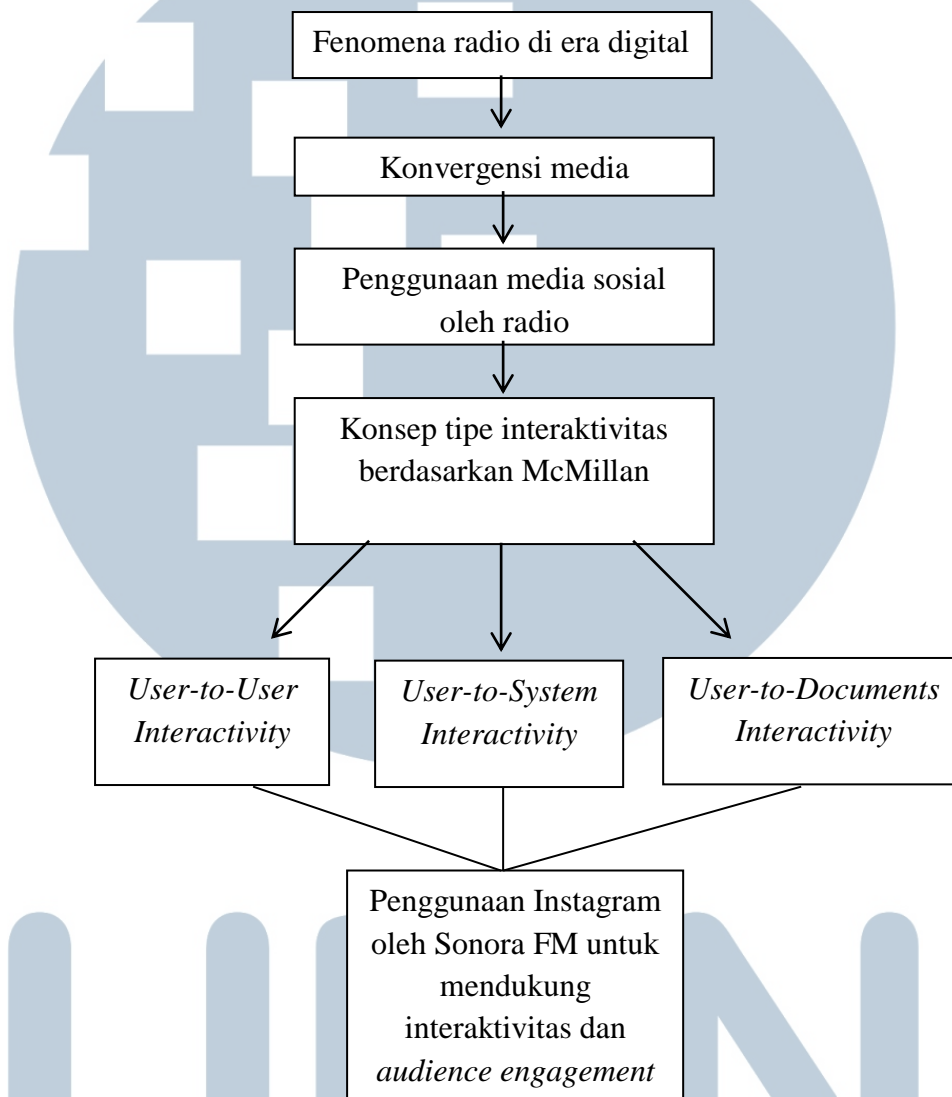 Fenomena radio di era digital
Konvergensi media
Penggunaan media sosial
oleh radio
Konsep tipe interaktivitas
berdasarkan McMillan
User-to-User
Interactivity
User-to-System
Interactivity
User-to-Documents
Interactivity
Penggunaan Instagram
oleh Sonora FM untuk
mendukung
interaktivitas dan
audience engagement